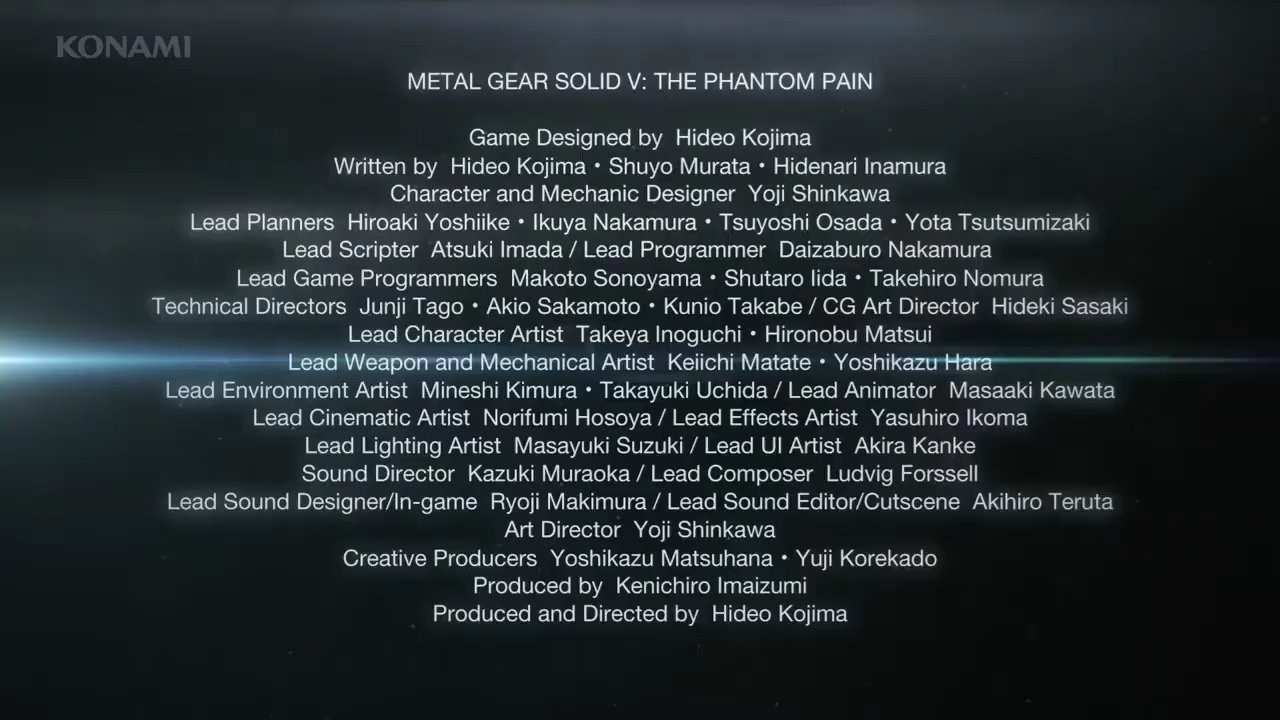 KONAMI
METAL GEAR SOLID V: THE PHANTOM PAIN
Game Designed by Hideo Kojima
Written by Hideo Kojima・Shuyo Murata・Hidenari Inamura
Character and Mechanic Designer Yoji Shinkawa
Lead Planners Hiroaki Yoshiike・Ikuya Nakamura・Tsuyoshi Osada・Yota Tsutsumizaki
Lead Scripter Atsuki Imada / Lead Programmer Daizaburo Nakamura
Lead Game Programmers Makoto Sonoyama・Shutaro Iida・Takehiro Nomura
Technical Directors Junji Tago・Akio Sakamoto・Kunio Takabe / CG Art Director Hideki Sasaki
Lead Character Artist Takeya Inoguchi・Hironobu Matsui
Lead Weapon and Mechanical Artist Keiichi Matate・Yoshikazu Hara
Lead Environment Artist Mineshi Kimura・Takayuki Uchida / Lead Animator Masaaki Kawata
Lead Cinematic Artist Norifumi Hosoya / Lead Effects Artist Yasuhiro Ikoma
Lead Lighting Artist Masayuki Suzuki / Lead UI Artist Akira Kanke
Sound Director Kazuki Muraoka / Lead Composer Ludvig Forssell
Lead Sound Designer/In-game Ryoji Makimura / Lead Sound Editor/Cutscene Akihiro Teruta
Art Director Yoji Shinkawa
Creative Producers Yoshikazu Matsuhana・Yuji Korekado
Produced by Kenichiro Imaizumi
Produced and Directed by Hideo Kojima